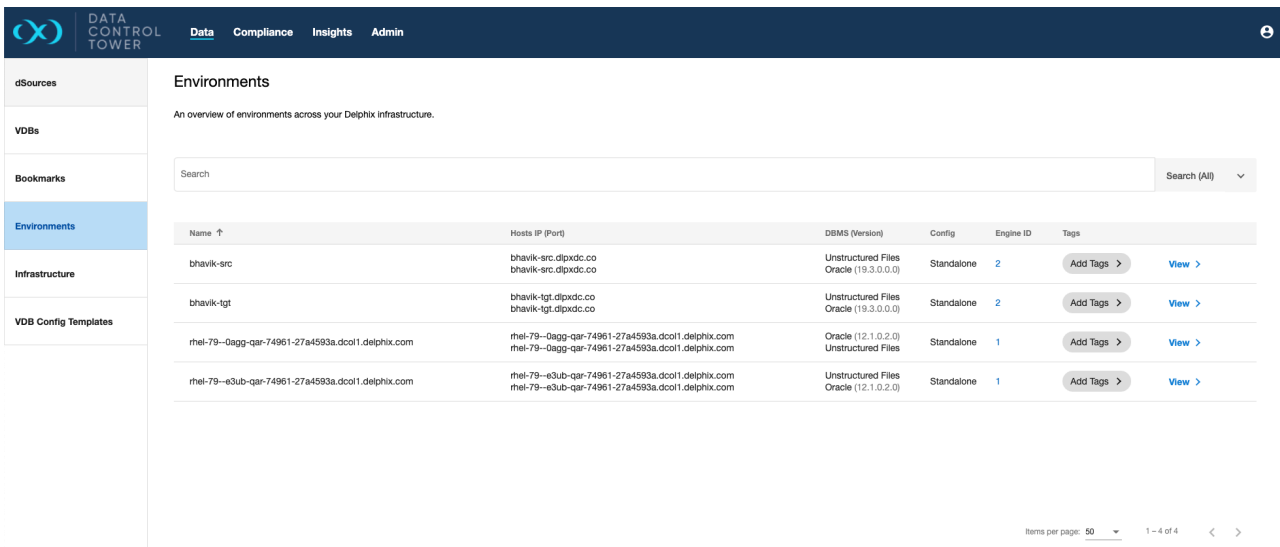 DATA
CONTROL
TOWER
Data Compliance Insights Admin
dSources
VDBs
Bookmarks
Environments
Infrastructure
VDB Config Templates
Environments
An overview of environments across your Delphix infrastructure.
Search Search (All)
Name ↑ Hosts IP (Port) DBMS (Version) Config Engine ID Tags
bhavik-src bhavik-src.dlpxdc.co Unstructured Files Standalone 2 Add Tags > View >
bhavik-src.dlpxdc.co Oracle (19.3.0.0.0)
bhavik-tgt bhavik-tgt.dlpxdc.co Unstructured Files Standalone 2 Add Tags > View >
bhavik-tgt.dlpxdc.co Oracle (19.3.0.0.0)
rhel-79--0agg-qar-74961-27a4593a.dcol1.delphix.com rhel-79--0agg-qar-74961-27a4593a.dcol1.delphix.com Oracle (12.1.0.2.0) Standalone 1 Add Tags > View >
rhel-79--0agg-qar-74961-27a4593a.dcol1.delphix.com Unstructured Files
rhel-79--e3ub-qar-74961-27a4593a.dcol1.delphix.com rhel-79--e3ub-qar-74961-27a4593a.dcol1.delphix.com Unstructured Files Standalone 1 Add Tags > View >
rhel-79--e3ub-qar-74961-27a4593a.dcol1.delphix.com Oracle (12.1.0.2.0)
Items per page: 50 1 – 4 of 4 < >